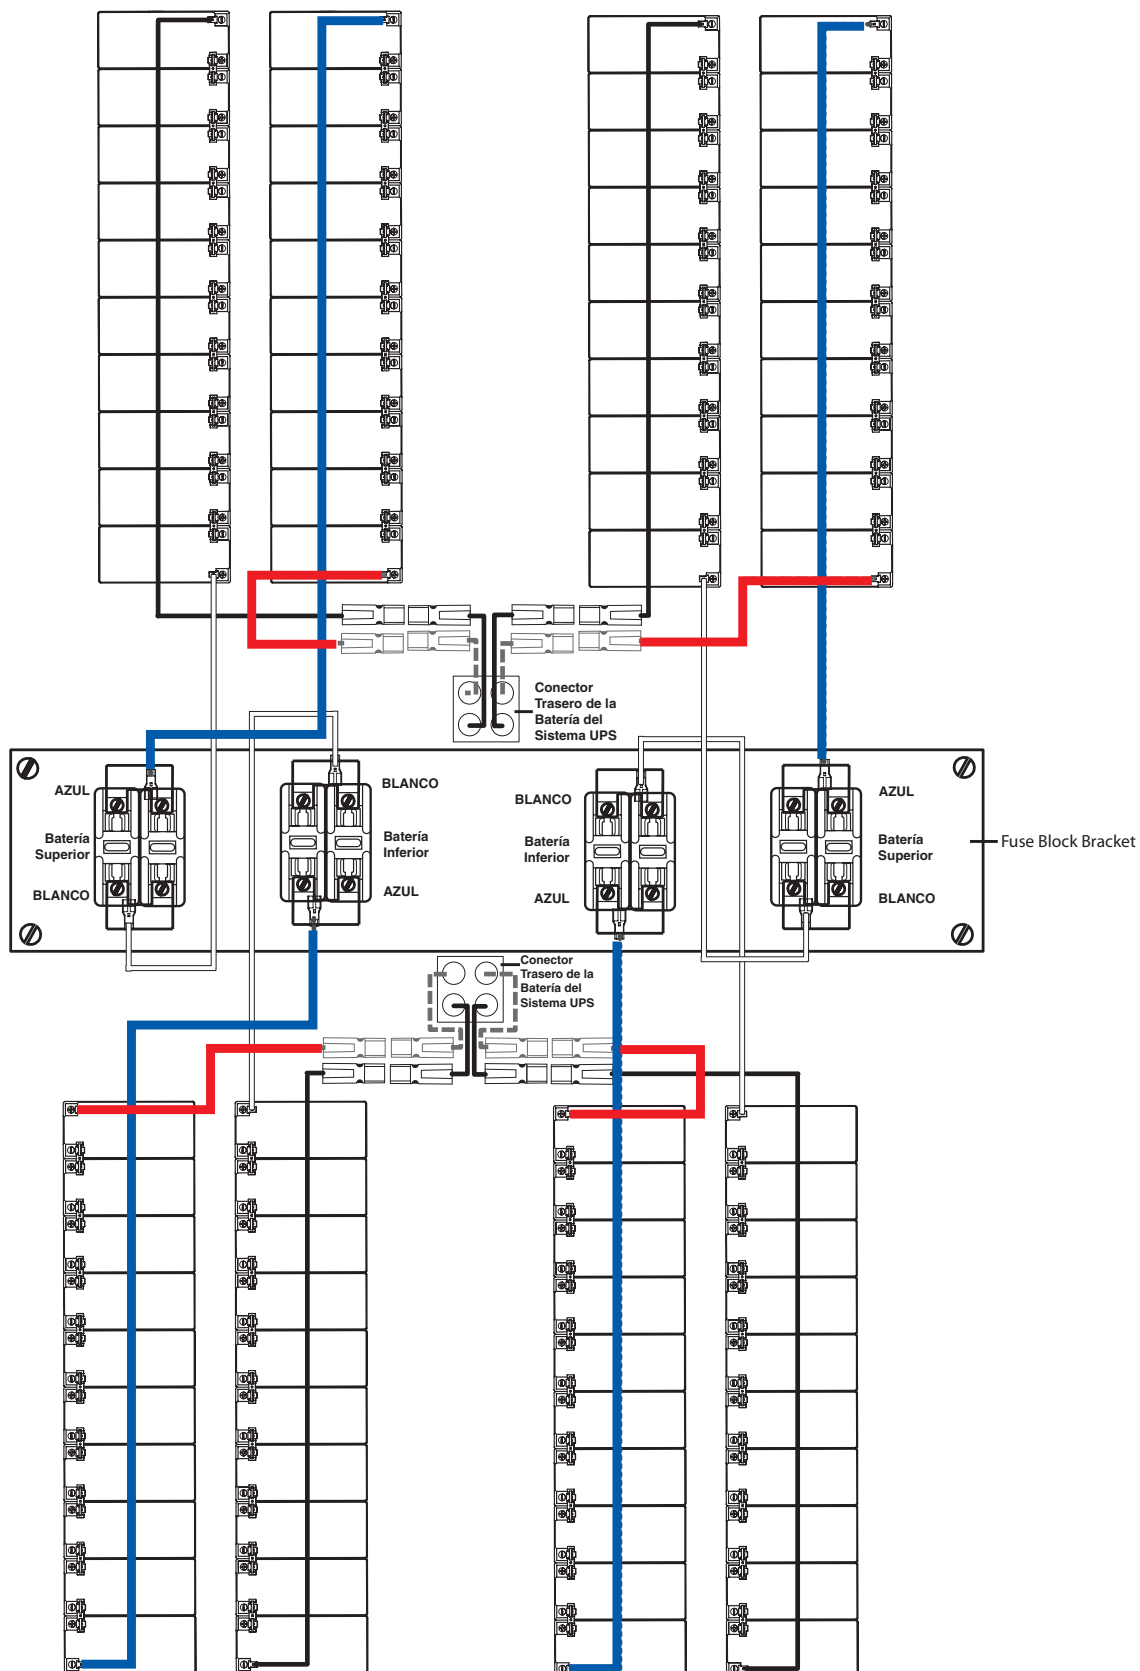 Conector
Trasero de la
Batería del
Sistema UPS
AZUL
Batería
Superior
BLANCO
BLANCO
Batería
Inferior
AZUL
BLANCO
Batería
Inferior
AZUL
AZUL
Batería
Superior
BLANCO
Fuse Block Bracket
Conector
Trasero de la
Batería del
Sistema UPS